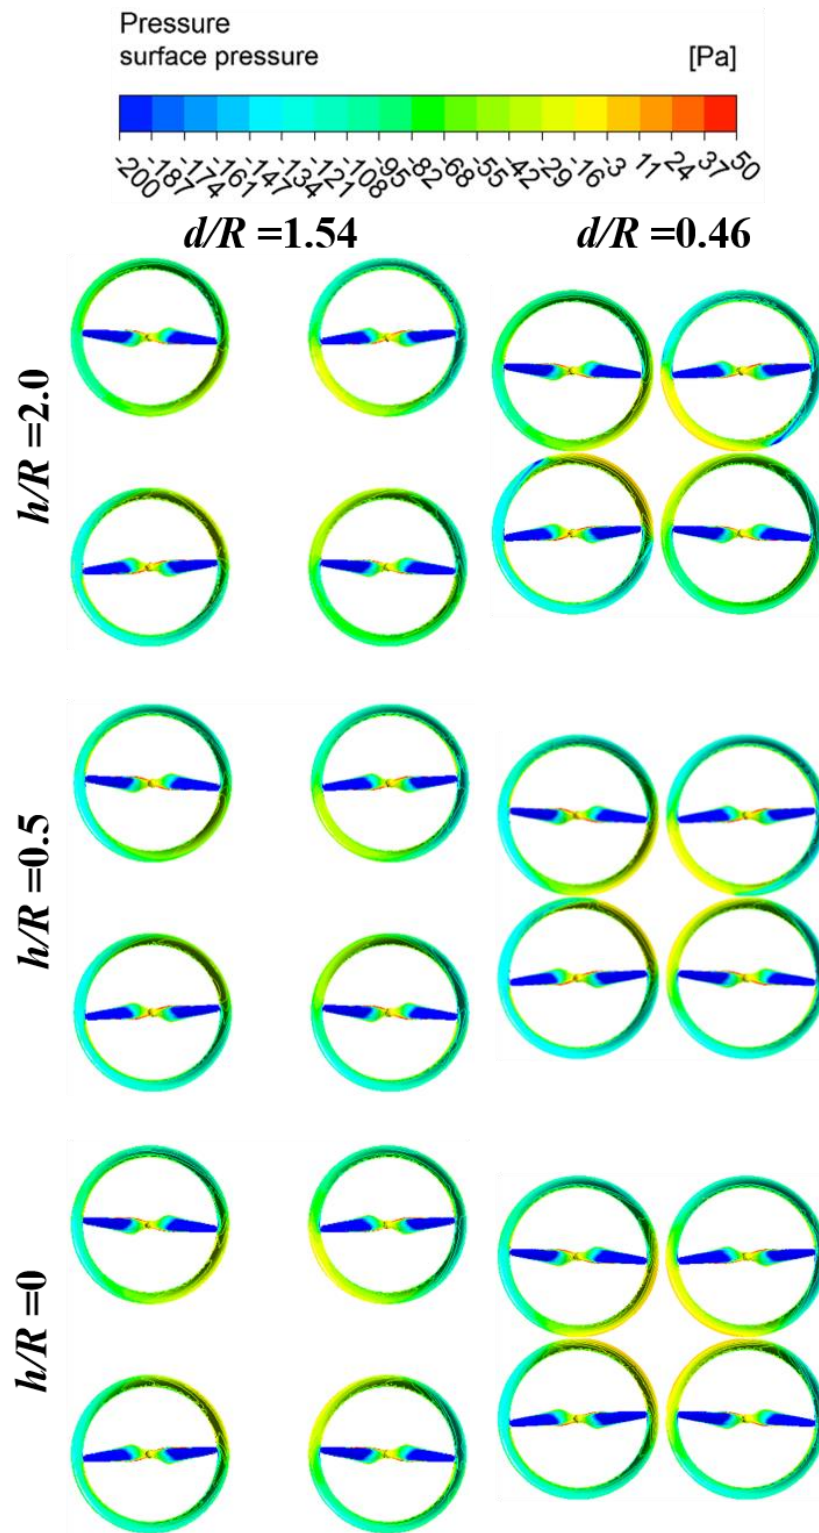 Pressure
surface pressure [Pa]
-200 -187 -174 -161 -147 -134 -121 -108 -95 -82 -68 -55 -42 -29 -16 -3 11 24 37 50
d/R =1.54 d/R =0.46
h/R =2.0
h/R =0.5
h/R =0